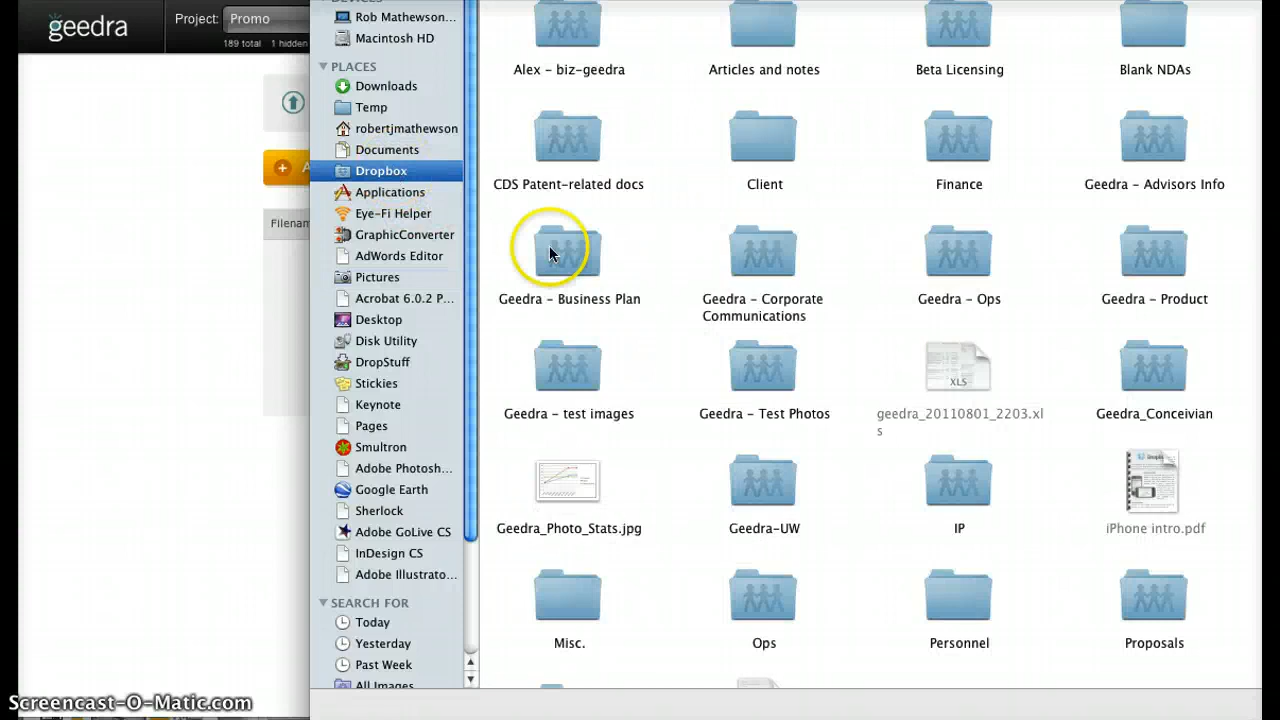 geedra
Project:
Promo
189 total
1 hidden
Filenam
DEVICES
Rob Mathewson...
Macintosh HD
PLACES
Downloads
Temp
robertjmathewson
Documents
Dropbox
Applications
Eye-Fi Helper
GraphicConverter
AdWords Editor
Pictures
Acrobat 6.0.2 P...
Desktop
Disk Utility
DropStuff
Stickies
Keynote
Pages
Smultron
Adobe Photosh...
Google Earth
Sherlock
Adobe GoLive CS
InDesign CS
Adobe Illustrato...
SEARCH FOR
Today
Yesterday
Past Week
All Images
Alex - biz-geedra
Articles and notes
Beta Licensing
Blank NDAs
CDS Patent-related docs
Client
Finance
Geedra - Advisors Info
Geedra - Business Plan
Geedra - Corporate
Communications
Geedra - Ops
Geedra - Product
Geedra - test images
Geedra - Test Photos
XLS
geedra_20110801_2203.xl
s
Geedra_Conceivian
Geedra_Photo_Stats.jpg
Geedra-UW
IP
iPhone intro.pdf
Misc.
Ops
Personnel
Proposals
Screencast-O-Matic.com